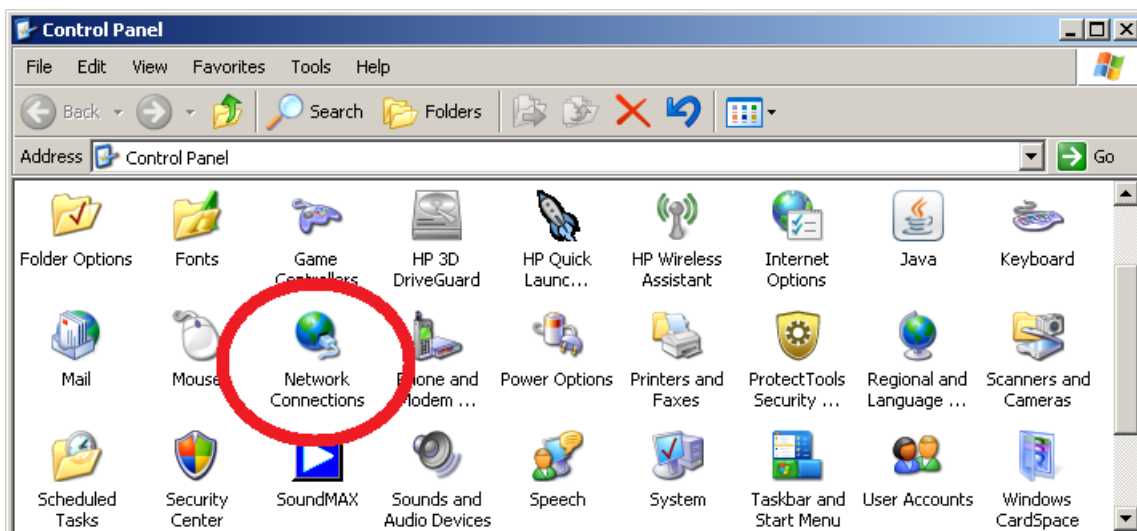 Control Panel
File Edit View Favorites Tools Help
Back Search Folders
Address Control Panel Go
Folder Options Fonts Game Controllers HP 3D DriveGuard HP Quick Launc... HP Wireless Assistant Internet Options Java Keyboard
Mail Mouse Network Connections Phone and Modem ... Power Options Printers and Faxes ProtectTools Security ... Regional and Language ... Scanners and Cameras
Scheduled Tasks Security Center SoundMAX Sounds and Audio Devices Speech System Taskbar and Start Menu User Accounts Windows CardSpace